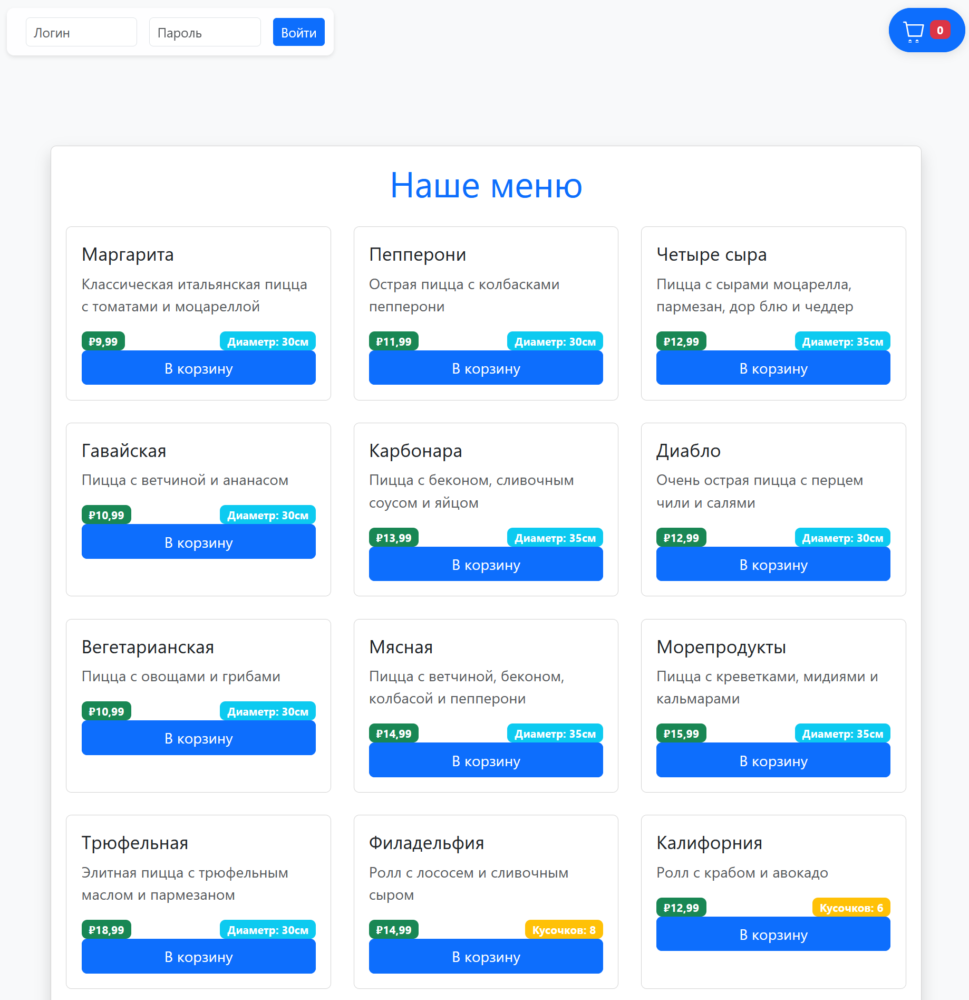 Логин
Пароль
Войти
0
Наше меню
Маргарита
Классическая итальянская пицца
с томатами и моцареллой
₽9,99
Диаметр: 30см
В корзину
Пепперони
Острая пицца с колбасками
пепперони
₽11,99
Диаметр: 30см
В корзину
Четыре сыра
Пицца с сырами моцарелла,
пармезан, дор блю и чеддер
₽12,99
Диаметр: 35см
В корзину
Гавайская
Пицца с ветчиной и ананасом
₽10,99
Диаметр: 30см
В корзину
Карбонара
Пицца с беконом, сливочным
соусом и яйцом
₽13,99
Диаметр: 35см
В корзину
Диабло
Очень острая пицца с перцем
чили и салями
₽12,99
Диаметр: 30см
В корзину
Вегетарианская
Пицца с овощами и грибами
₽10,99
Диаметр: 30см
В корзину
Мясная
Пицца с ветчиной, беконом,
колбасой и пепперони
₽14,99
Диаметр: 35см
В корзину
Морепродукты
Пицца с креветками, мидиями и
кальмарами
₽15,99
Диаметр: 35см
В корзину
Трюфельная
Элитная пицца с трюфельным
маслом и пармезаном
₽18,99
Диаметр: 30см
В корзину
Филадельфия
Ролл с лососем и сливочным
сыром
₽14,99
Кусочков: 8
В корзину
Калифорния
Ролл с крабом и авокадо
₽12,99
Кусочков: 6
В корзину